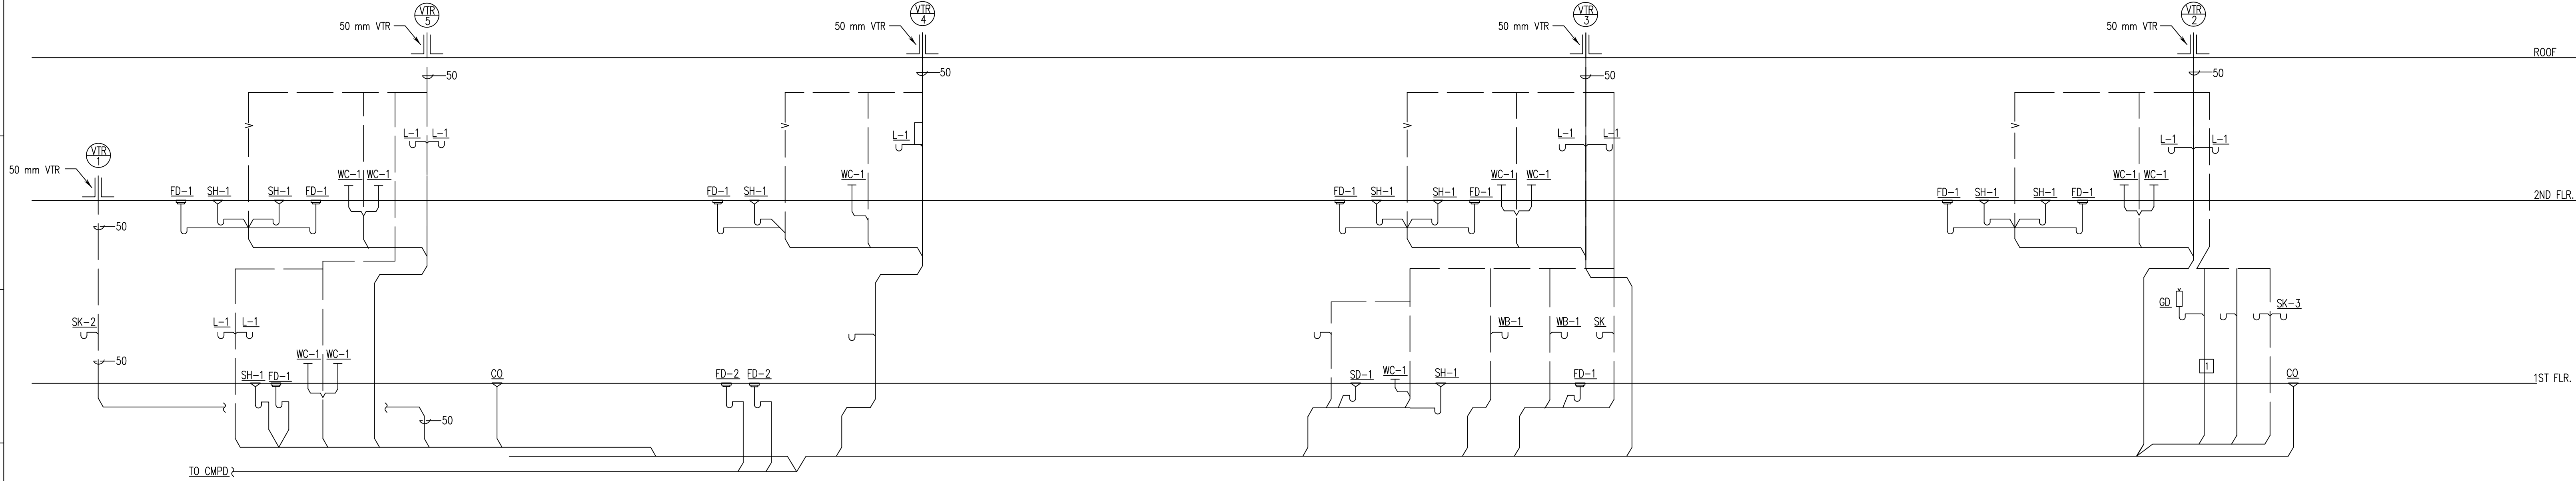 VTR
5
50 mm VTR
VTR
4
50 mm VTR
VTR
3
50 mm VTR
VTR
2
50 mm VTR
ROOF
50
50
50
50
L-1 L-1
L-1
L-1 L-1
L-1 L-1
VTR
1
50 mm VTR
FD-1 SH-1 SH-1 FD-1 WC-1 WC-1
FD-1 SH-1 WC-1
FD-1 SH-1 SH-1 FD-1 WC-1 WC-1
FD-1 SH-1 SH-1 FD-1 WC-1 WC-1
2ND FLR.
50
SK-2
L-1 L-1
WB-1 WB-1 SK
GD SK-3
50
WC-1 WC-1
SH-1 FD-1
CO
FD-2 FD-2
SD-1 WC-1 SH-1
FD-1
1
CO
1ST FLR.
50
TO CMPD